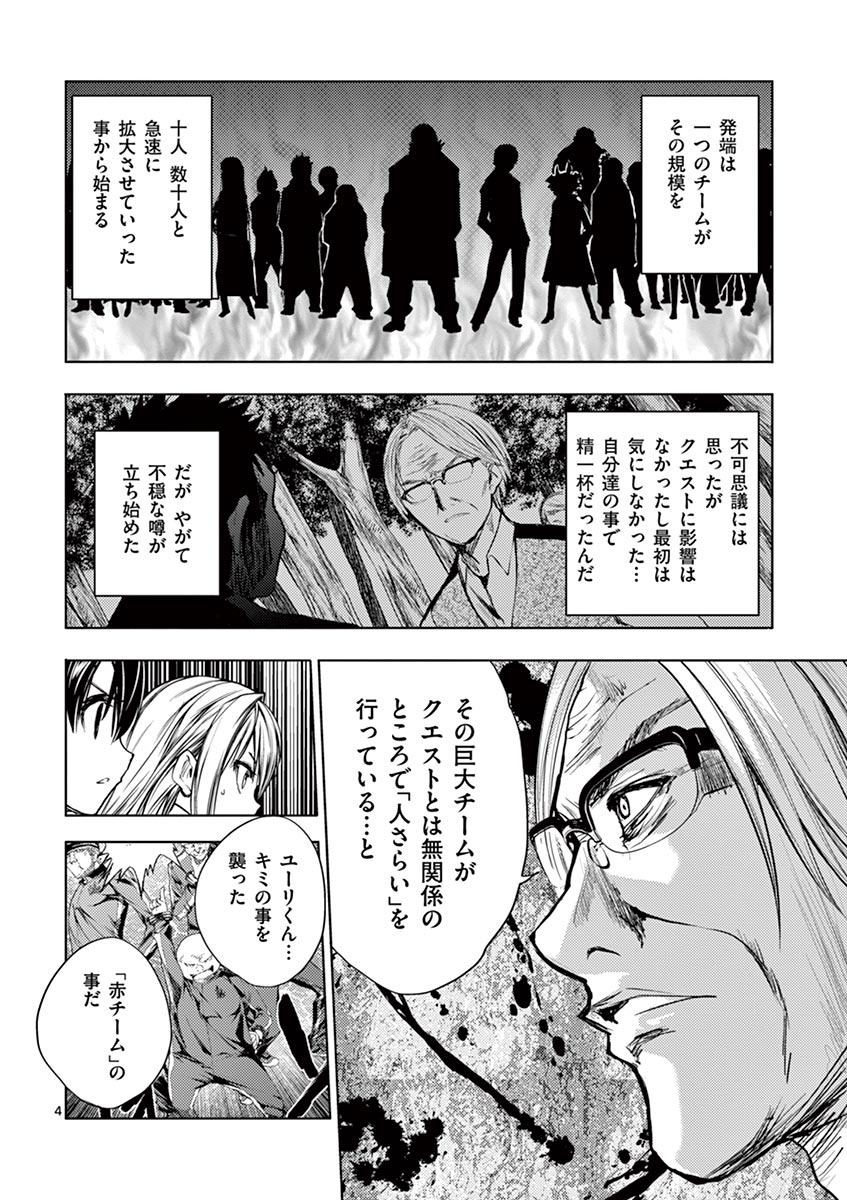 発端は
一つのチームが
その規模を
十人 数十人と
急速に
拡大させていった
事から始まる
不可思議には
思ったが
クエストに影響は
なかったし最初は
気にしなかった…
自分達の事で
精一杯だったんだ
だが やがて
不穏な噂が
立ち始めた
その巨大チームが
クエストとは無関係の
ところで「人さらい」を
行っている…と
ユーリくん…
キミの事を
襲った
「赤チーム」の
事だ
4